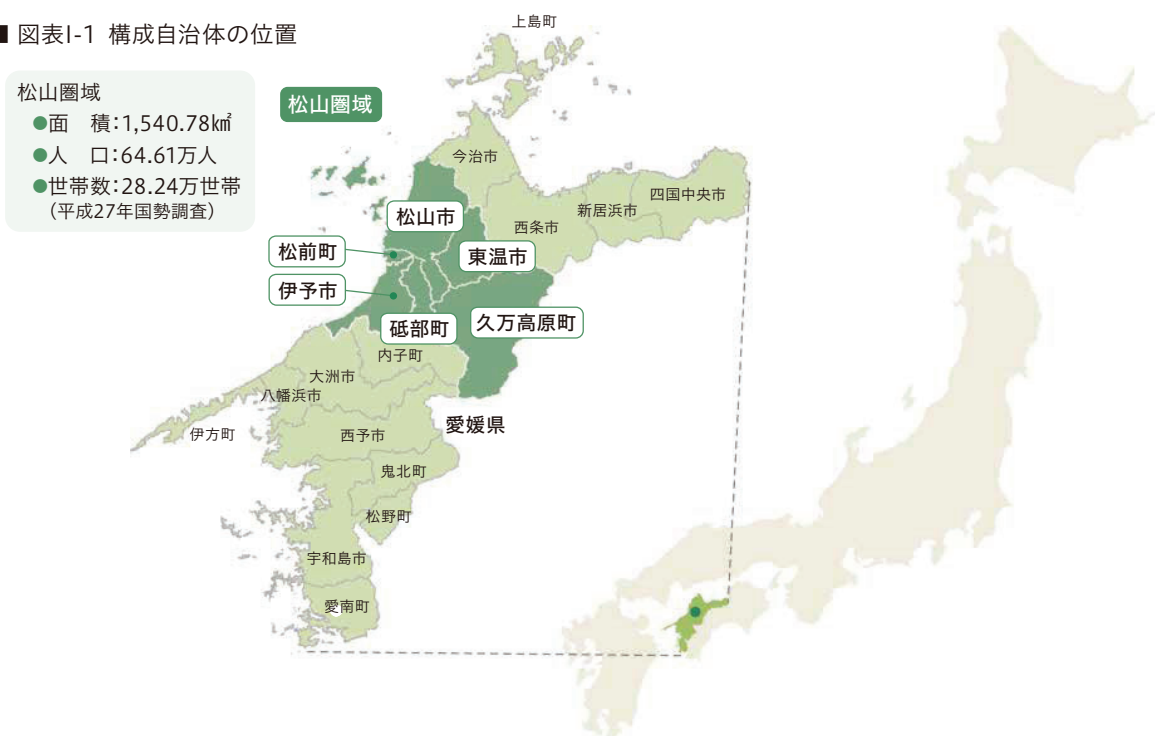 ■ 図表Ⅰ-1 構成自治体の位置
松山圏域
●面　積：1,540.78㎢
●人　口：64.61万人
●世帯数：28.24万世帯
（平成27年国勢調査）
松山圏域
上島町
今治市
四国中央市
新居浜市
西条市
松山市
東温市
松前町
伊予市
砥部町
久万高原町
内子町
大洲市
八幡浜市
伊方町
西予市
愛媛県
鬼北町
松野町
宇和島市
愛南町